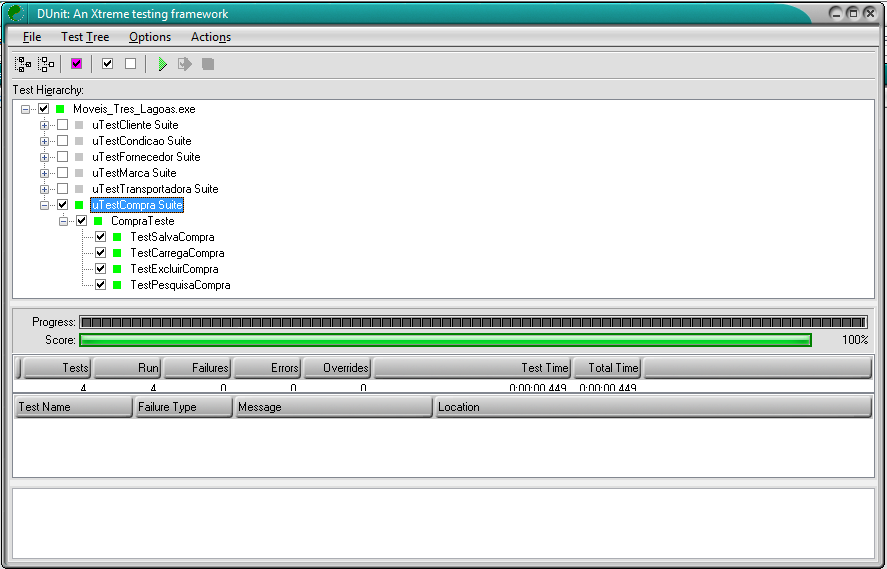 DUnit: An Xtreme testing framework
File Test Tree Options Actions
Test Hierarchy:
Moveis_Tres_Lagoas.exe
uTestCliente Suite
uTestCondicao Suite
uTestFornecedor Suite
uTestMarca Suite
uTestTransportadora Suite
uTestCompra Suite
CompraTeste
TestSalvaCompra
TestCarregaCompra
TestExcluirCompra
TestPesquisaCompra
Progress:
Score: 100%
Tests Run Failures Errors Overrides Test Time Total Time
4 4 0 0 0 0:00:00.449 0:00:00.449
Test Name Failure Type Message Location